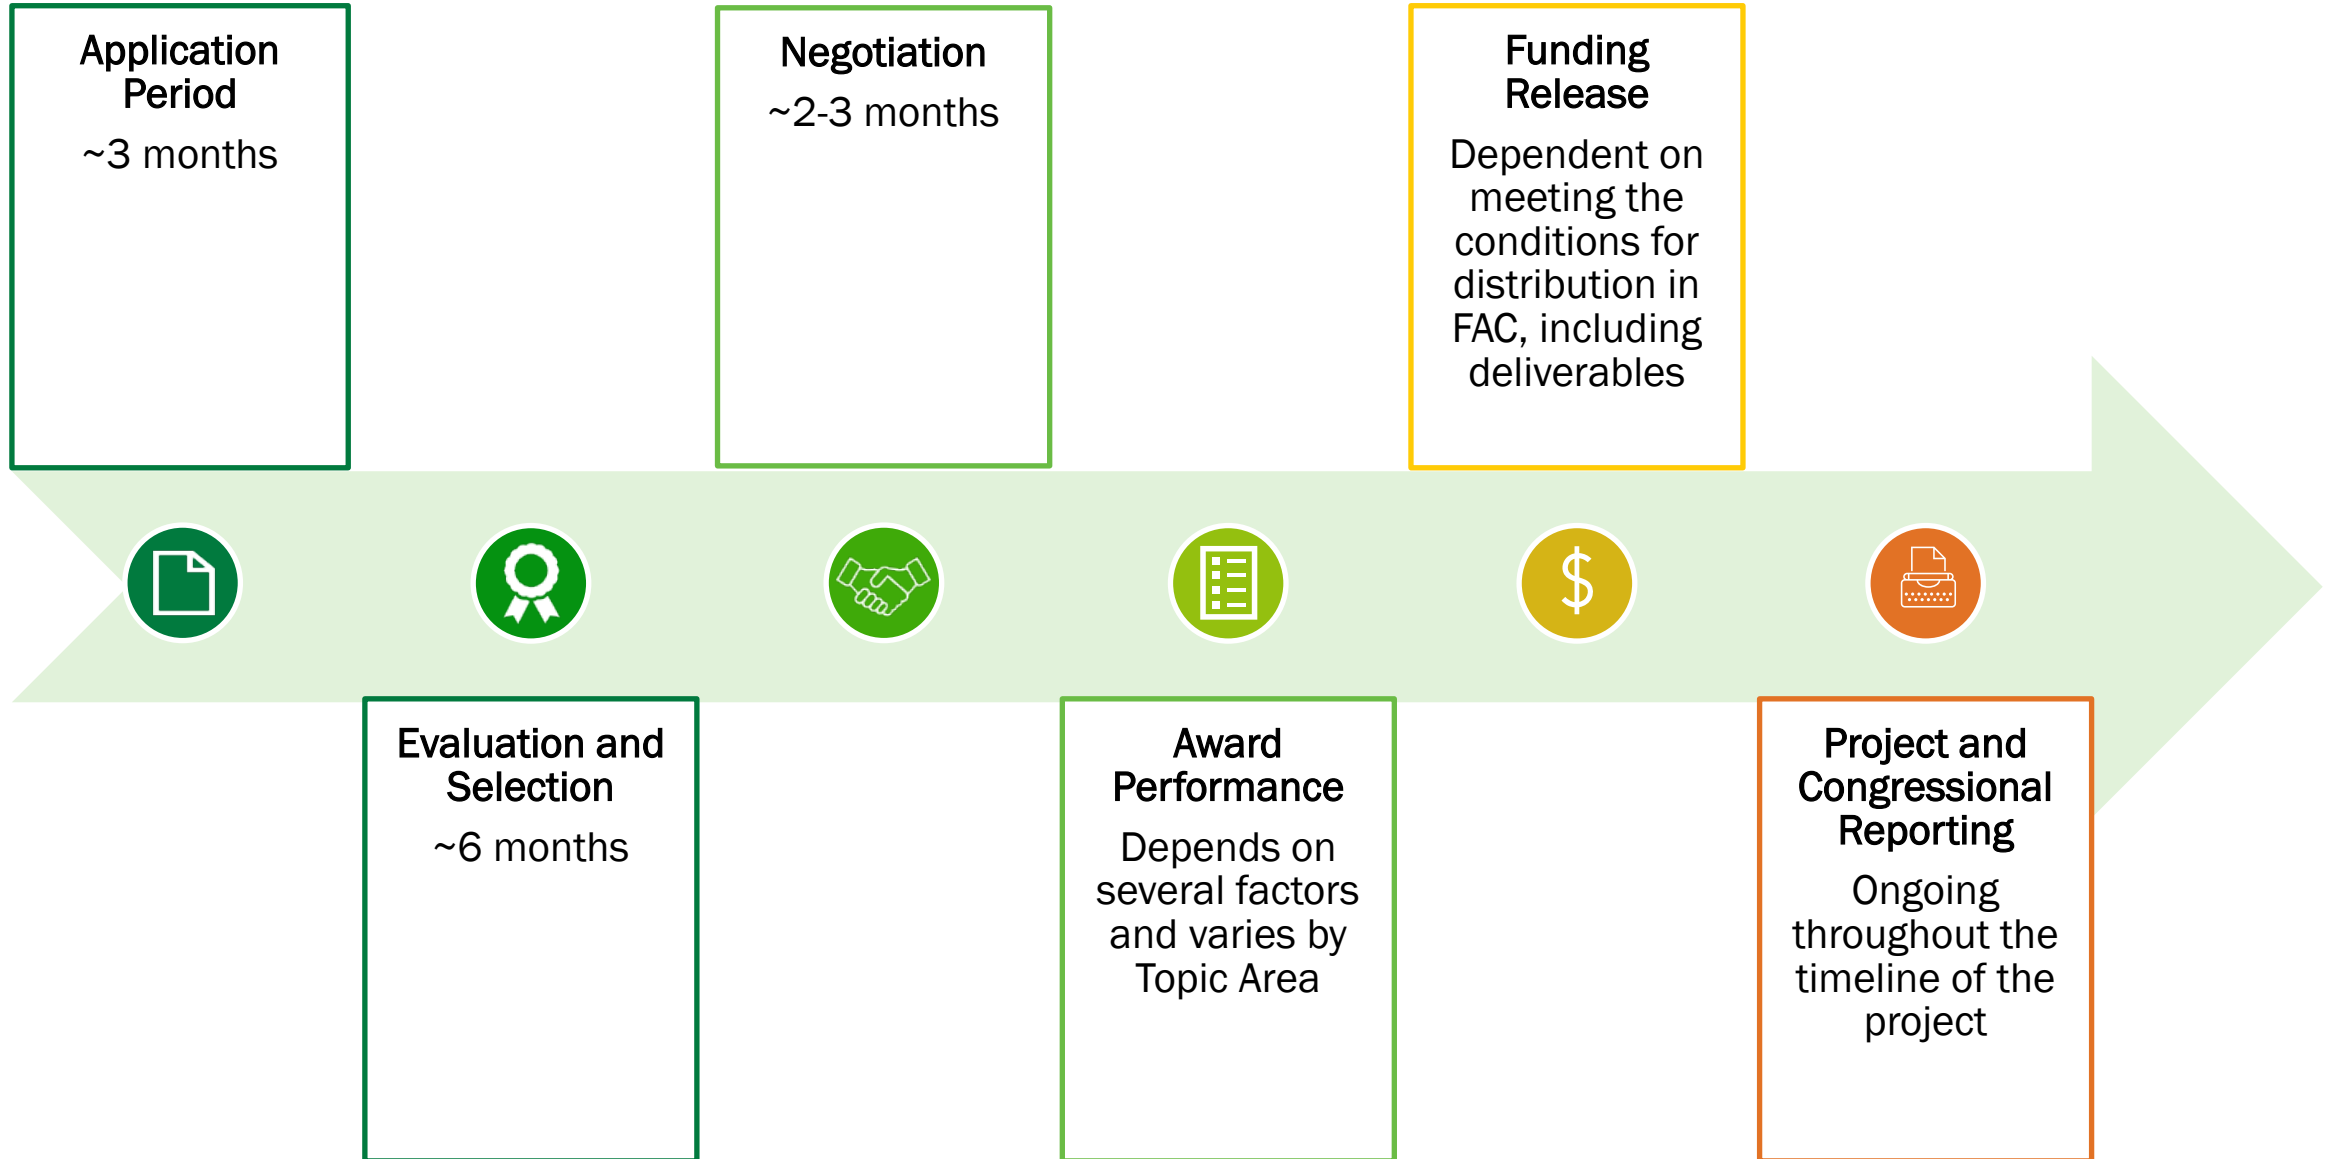 Application
Period
~3 months
Evaluation and
Selection
~6 months
Negotiation
~2-3 months
Award
Performance
Depends on
several factors
and varies by
Topic Area
Funding
Release
Dependent on
meeting the
conditions for
distribution in
FAC, including
deliverables
$
Project and
Congressional
Reporting
Ongoing
throughout the
timeline of the
project